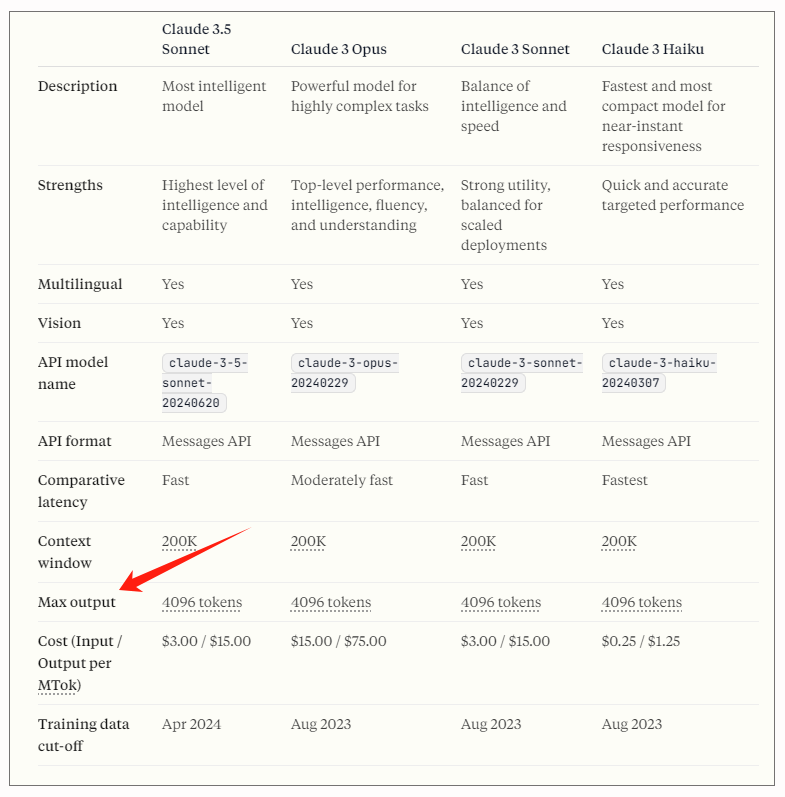 Claude 3.5
Sonnet
Claude 3 Opus
Claude 3 Sonnet
Claude 3 Haiku
Description
Most intelligent
model
Powerful model for
highly complex tasks
Balance of
intelligence and
speed
Fastest and most
compact model for
near-instant
responsiveness
Strengths
Highest level of
intelligence and
capability
Top-level performance,
intelligence, fluency,
and understanding
Strong utility,
balanced for
scaled
deployments
Quick and accurate
targeted performance
Multilingual
Yes
Yes
Yes
Yes
Vision
Yes
Yes
Yes
Yes
API model
name
claude-3-5-
sonnet-
20240620
claude-3-opus-
20240229
claude-3-sonnet-
20240229
claude-3-haiku-
20240307
API format
Messages API
Messages API
Messages API
Messages API
Comparative
latency
Fast
Moderately fast
Fast
Fastest
Context
window
200K
200K
200K
200K
Max output
4096 tokens
4096 tokens
4096 tokens
4096 tokens
Cost (Input /
Output per
MTok)
$3.00 / $15.00
$15.00 / $75.00
$3.00 / $15.00
$0.25 / $1.25
Training data
cut-off
Apr 2024
Aug 2023
Aug 2023
Aug 2023